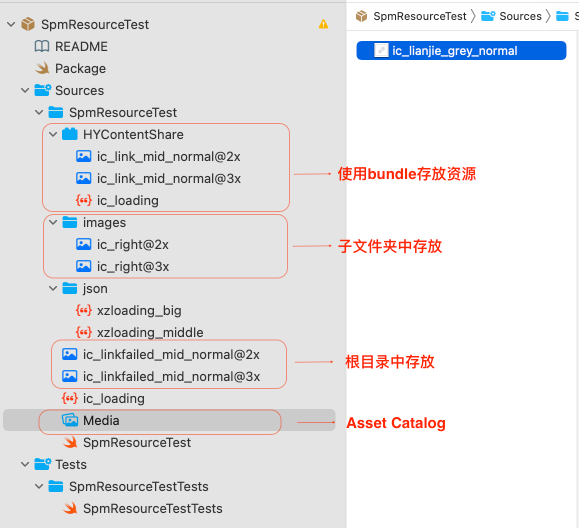 SpmResourceTest
README
Package
Sources
SpmResourceTest
HYContentShare
ic_link_mid_normal@2x
ic_link_mid_normal@3x
ic_loading
images
ic_right@2x
ic_right@3x
json
xzloading_big
xzloading_middle
ic_linkfailed_mid_normal@2x
ic_linkfailed_mid_normal@3x
ic_loading
Media
SpmResourceTest
Tests
SpmResourceTestTests
SpmResourceTestTests
SpmResourceTest 〉 Sources 〉 S
ic_lianjie_grey_normal
使用bundle存放资源
子文件夹中存放
根目录中存放
Asset Catalog